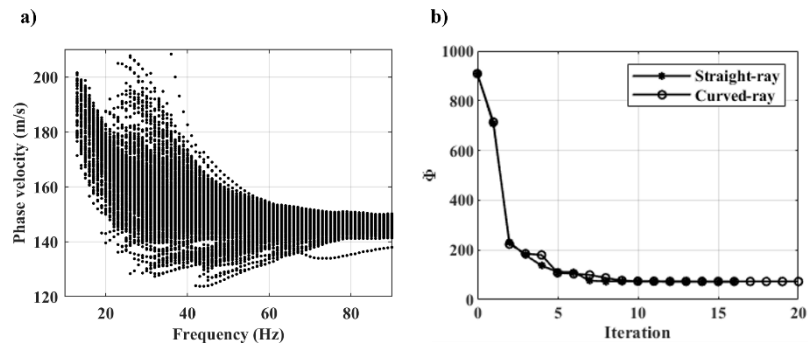 a)
200
180
160
140
120
Phase velocity (m/s)
20
40
60
80
Frequency (Hz)
b)
1000
800
600
400
200
0
Φ
Straight-ray
Curved-ray
0
5
10
15
20
Iteration